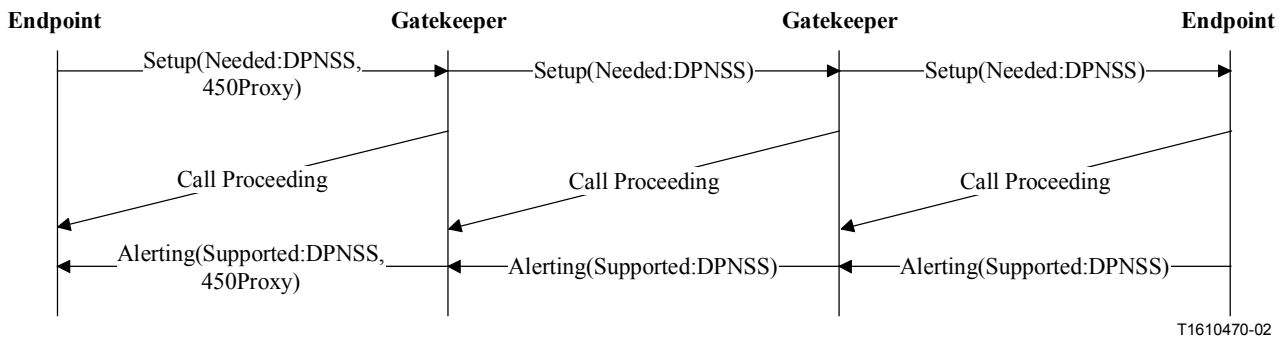 Endpoint Gatekeeper Gatekeeper Endpoint
Setup(Needed:DPNSS,
450Proxy)
Setup(Needed:DPNSS)
Setup(Needed:DPNSS)
Call Proceeding
Call Proceeding
Call Proceeding
Alerting(Supported:DPNSS,
450Proxy)
Alerting(Supported:DPNSS)
Alerting(Supported:DPNSS)
T1610470-02